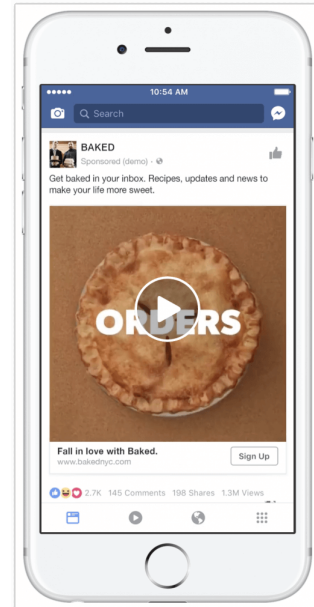 10:54 AM
Search
BAKED
Sponsored (demo) ·
Get baked in your inbox. Recipes, updates and news to
make your life more sweet.
ORDERS
Fall in love with Baked.
www.bakednyc.com
Sign Up
2.7K 145 Comments 198 Shares 1.3M Views